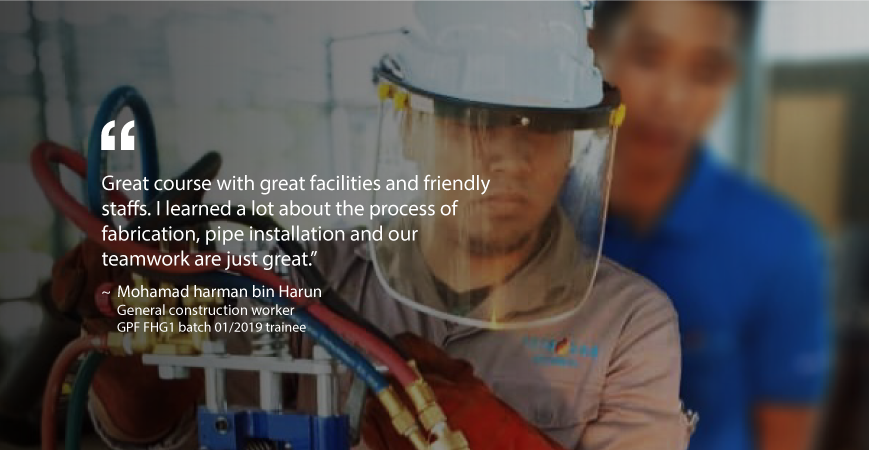 “
Great course with great facilities and friendly
staffs. I learned a lot about the process of
fabrication, pipe installation and our
teamwork are just great.”
~ Mohamad harman bin Harun
General construction worker
GPF FHG1 batch 01/2019 trainee